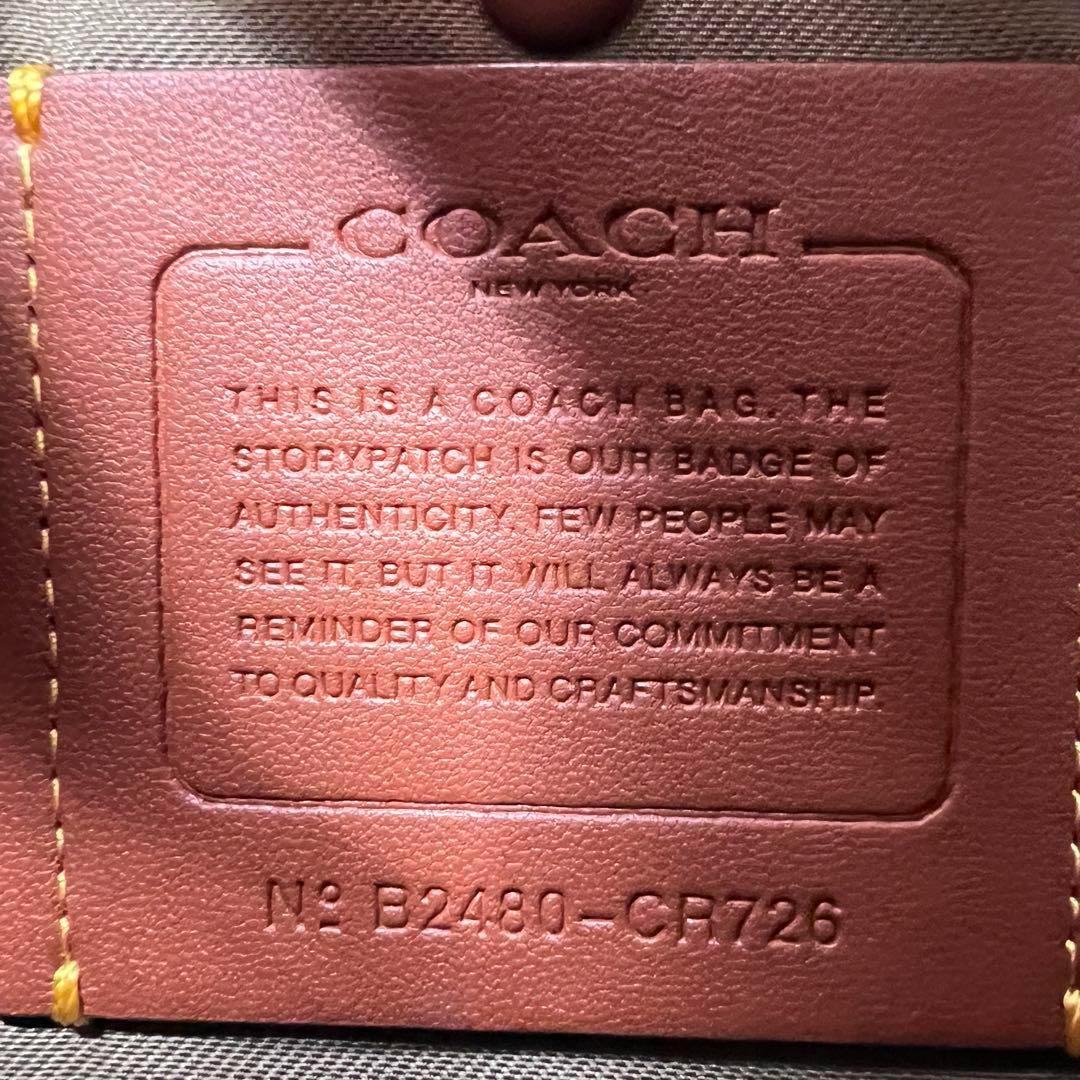 COACH
NEW YORK
THIS IS A COACH BAG. THE
STORYPATCH IS OUR BADGE OF
AUTHENTICITY. FEW PEOPLE MAY
SEE IT. BUT IT WILL ALWAYS BE A
REMINDER OF OUR COMMITMENT
TO QUALITY AND CRAFTSMANSHIP.
Nº B2480-CR726